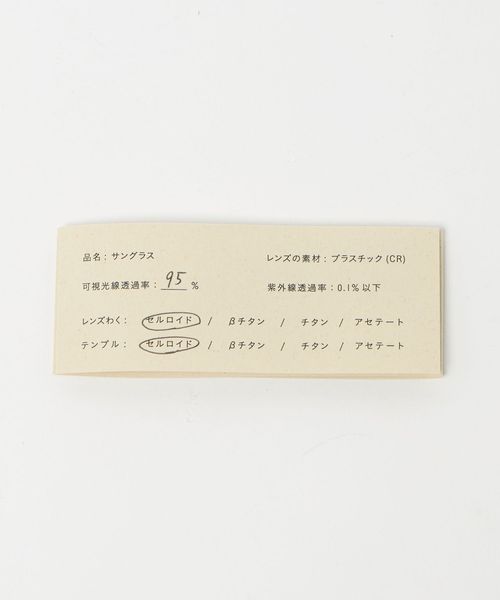 品名：サングラス　レンズの素材：プラスチック(CR)
可視光線透過率：95 %　紫外線透過率：0.1%以下
レンズわく：セルロイド / βチタン / チタン / アセテート
テンプル：セルロイド / βチタン / チタン / アセテート